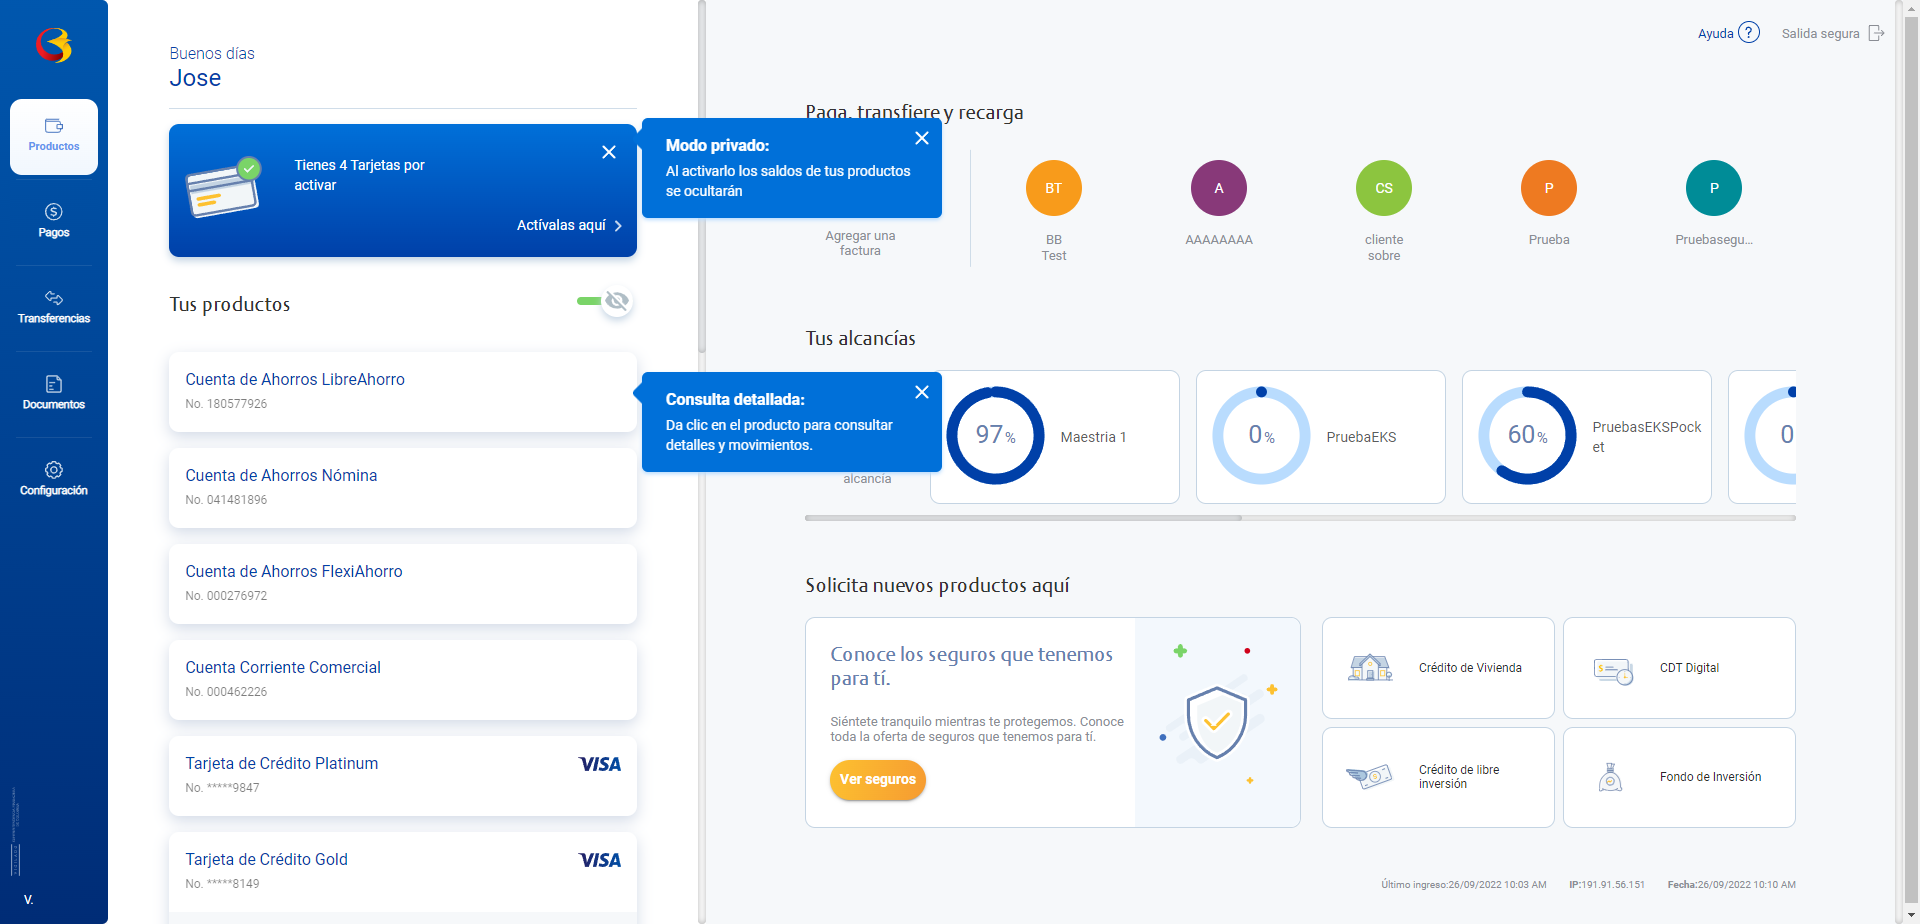 Productos
Pagos
Transferencias
Documentos
Configuración
V.
Buenos días
Jose
Tienes 4 Tarjetas por
activar
Actívalas aquí
Tus productos
Cuenta de Ahorros LibreAhorro
No. 180577926
Cuenta de Ahorros Nómina
No. 041481896
Cuenta de Ahorros FlexiAhorro
No. 000276972
Cuenta Corriente Comercial
No. 000462226
Tarjeta de Crédito Platinum
VISA
No. *****9847
Tarjeta de Crédito Gold
VISA
No. *****8149
Modo privado:
Al activarlo los saldos de tus productos
se ocultarán
Consulta detallada:
Da clic en el producto para consultar
detalles y movimientos.
Ayuda ?
Salida segura
Paga, transfiere y recarga
Agregar una
factura
BT
BB
Test
A
AAAAAAAA
CS
cliente
sobre
P
Prueba
P
Pruebasegu...
Tus alcancías
alcancía
97%
Maestria 1
0%
PruebaEKS
60%
PruebasEKSPock
et
0
Solicita nuevos productos aquí
Conoce los seguros que tenemos
para tí.
Siéntete tranquilo mientras te protegemos. Conoce
toda la oferta de seguros que tenemos para tí.
Ver seguros
Crédito de Vivienda
CDT Digital
Crédito de libre
inversión
Fondo de Inversión
Último ingreso:26/09/2022 10:03 AM
IP:191.91.56.151
Fecha:26/09/2022 10:10 AM